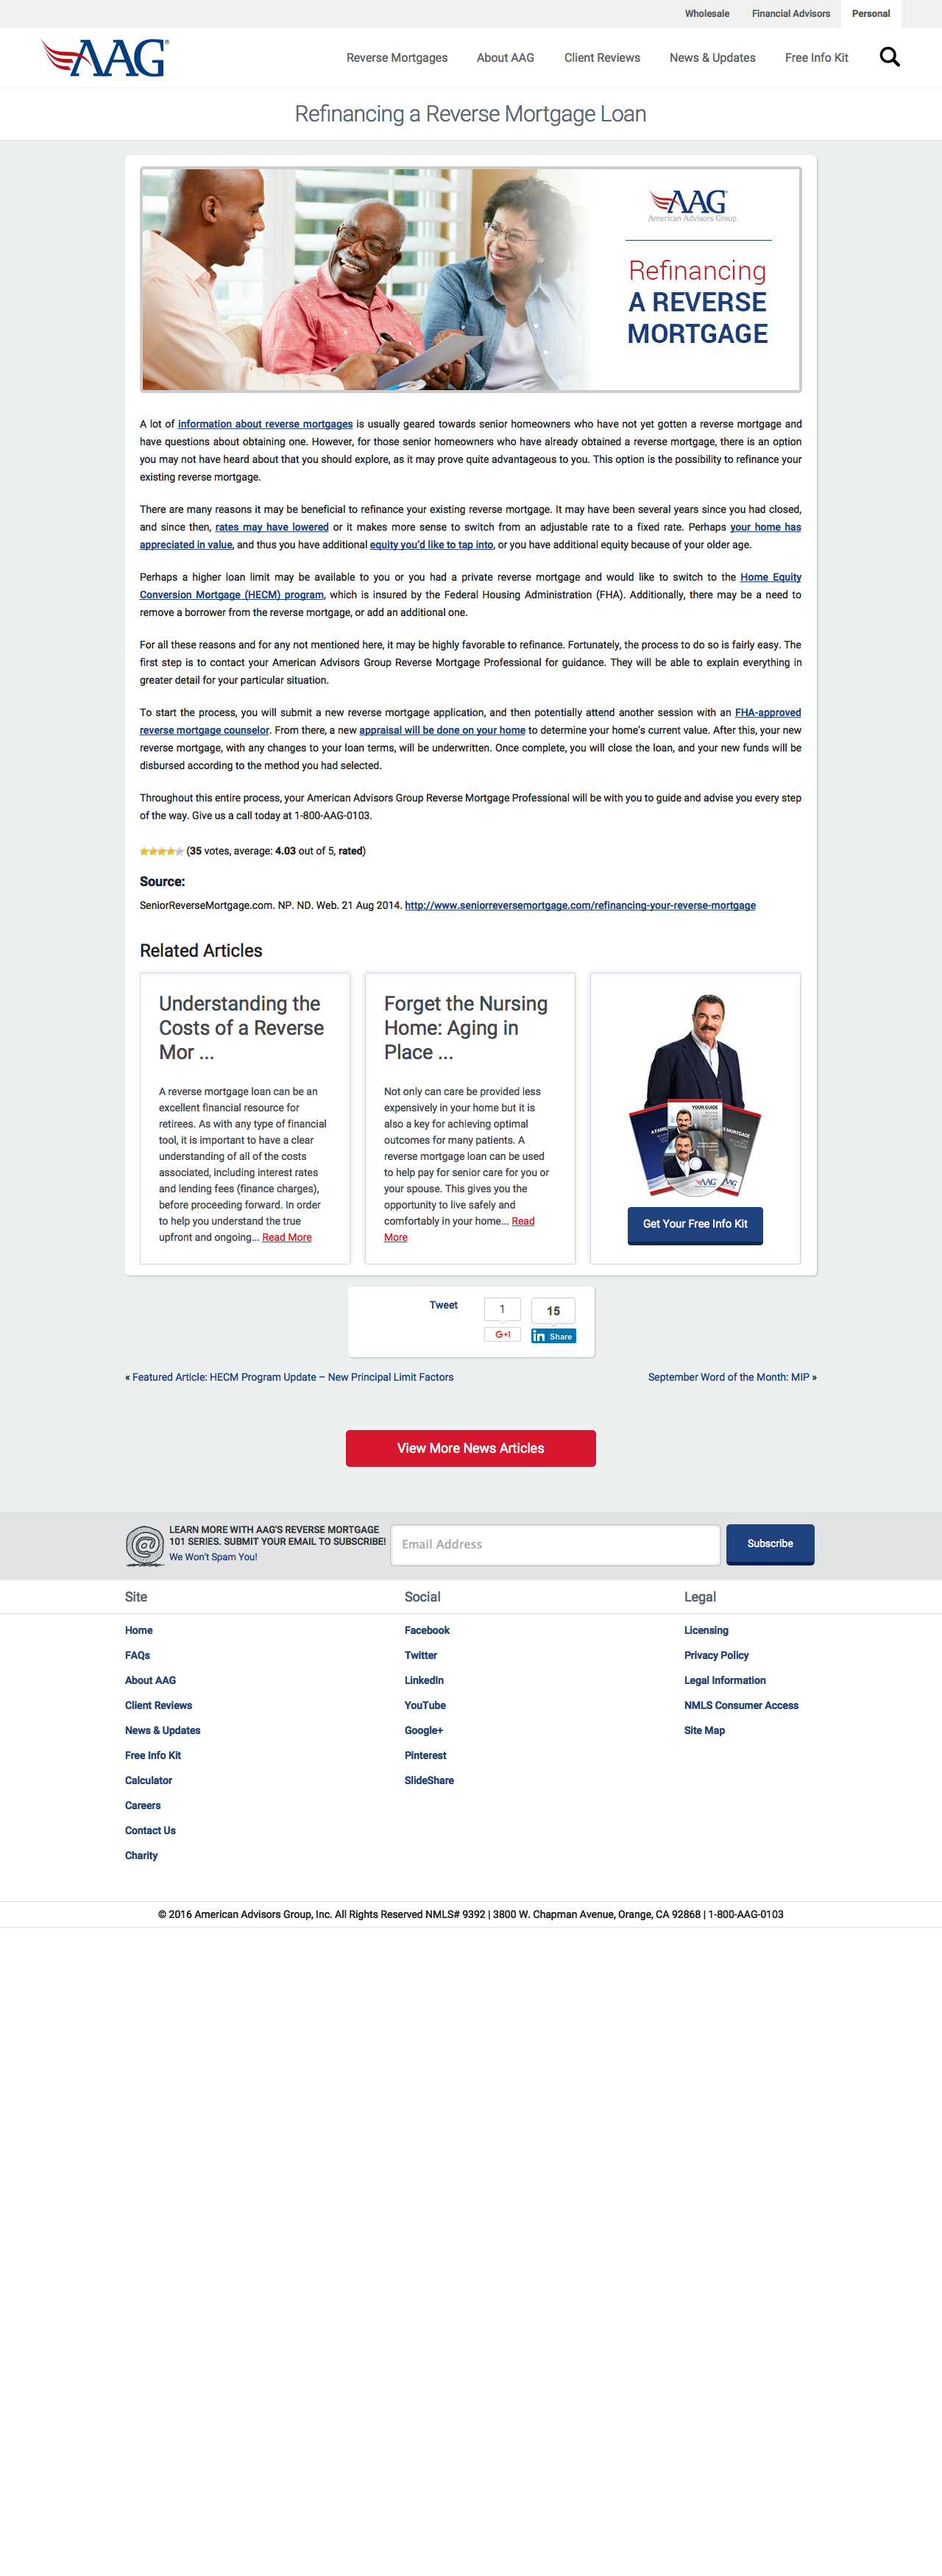 Wholesale Financial Advisors Personal
AAG®
Reverse Mortgages About AAG Client Reviews News & Updates Free Info Kit
Refinancing a Reverse Mortgage Loan
AAG®
American Advisors Group
Refinancing
A REVERSE
MORTGAGE
A lot of information about reverse mortgages is usually geared towards senior homeowners who have not yet gotten a reverse mortgage and
have questions about obtaining one. However, for those senior homeowners who have already obtained a reverse mortgage, there is an option
you may not have heard about that you should explore, as it may prove quite advantageous to you. This option is the possibility to refinance your
existing reverse mortgage.
There are many reasons it may be beneficial to refinance your existing reverse mortgage. It may have been several years since you had closed,
and since then, rates may have lowered or it makes more sense to switch from an adjustable rate to a fixed rate. Perhaps your home has
appreciated in value, and thus you have additional equity you'd like to tap into, or you have additional equity because of your older age.
Perhaps a higher loan limit may be available to you or you had a private reverse mortgage and would like to switch to the Home Equity
Conversion Mortgage (HECM) program, which is insured by the Federal Housing Administration (FHA). Additionally, there may be a need to
remove a borrower from the reverse mortgage, or add an additional one.
For all these reasons and for any not mentioned here, it may be highly favorable to refinance. Fortunately, the process to do so is fairly easy. The
first step is to contact your American Advisors Group Reverse Mortgage Professional for guidance. They will be able to explain everything in
greater detail for your particular situation.
To start the process, you will submit a new reverse mortgage application, and then potentially attend another session with an FHA-approved
reverse mortgage counselor. From there, a new appraisal will be done on your home to determine your home's current value. After this, your new
reverse mortgage, with any changes to your loan terms, will be underwritten. Once complete, you will close the loan, and your new funds will be
disbursed according to the method you had selected.
Throughout this entire process, your American Advisors Group Reverse Mortgage Professional will be with you to guide and advise you every step
of the way. Give us a call today at 1-800-AAG-0103.
(35 votes, average: 4.03 out of 5, rated)
Source:
SeniorReverseMortgage.com. NP. ND. Web. 21 Aug 2014. http://www.seniorreversemortgage.com/refinancing-your-reverse-mortgage
Related Articles
Understanding the
Costs of a Reverse
Mor ...
A reverse mortgage loan can be an
excellent financial resource for
retirees. As with any type of financial
tool, it is important to have a clear
understanding of all of the costs
associated, including interest rates
and lending fees (finance charges),
before proceeding forward. In order
to help you understand the true
upfront and ongoing... Read More
Forget the Nursing
Home: Aging in
Place ...
Not only can care be provided less
expensively in your home but it is
also a key for achieving optimal
outcomes for many patients. A
reverse mortgage loan can be used
to help pay for senior care for you or
your spouse. This gives you the
opportunity to live safely and
comfortably in your home... Read
More
YOUR GUIDE
AAG
Get Your Free Info Kit
Tweet
1
G+1
15
in Share
« Featured Article: HECM Program Update – New Principal Limit Factors
September Word of the Month: MIP »
View More News Articles
@
LEARN MORE WITH AAG'S REVERSE MORTGAGE
101 SERIES. SUBMIT YOUR EMAIL TO SUBSCRIBE!
We Won't Spam You!
Email Address
Subscribe
Site
Home
FAQs
About AAG
Client Reviews
News & Updates
Free Info Kit
Calculator
Careers
Contact Us
Charity
Social
Facebook
Twitter
LinkedIn
YouTube
Google+
Pinterest
SlideShare
Legal
Licensing
Privacy Policy
Legal Information
NMLS Consumer Access
Site Map
© 2016 American Advisors Group, Inc. All Rights Reserved NMLS# 9392 | 3800 W. Chapman Avenue, Orange, CA 92868 | 1-800-AAG-0103